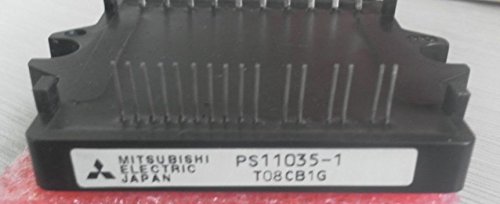 MITSUBISHI
ELECTRIC
JAPAN
PS11035-1
T08CB1G